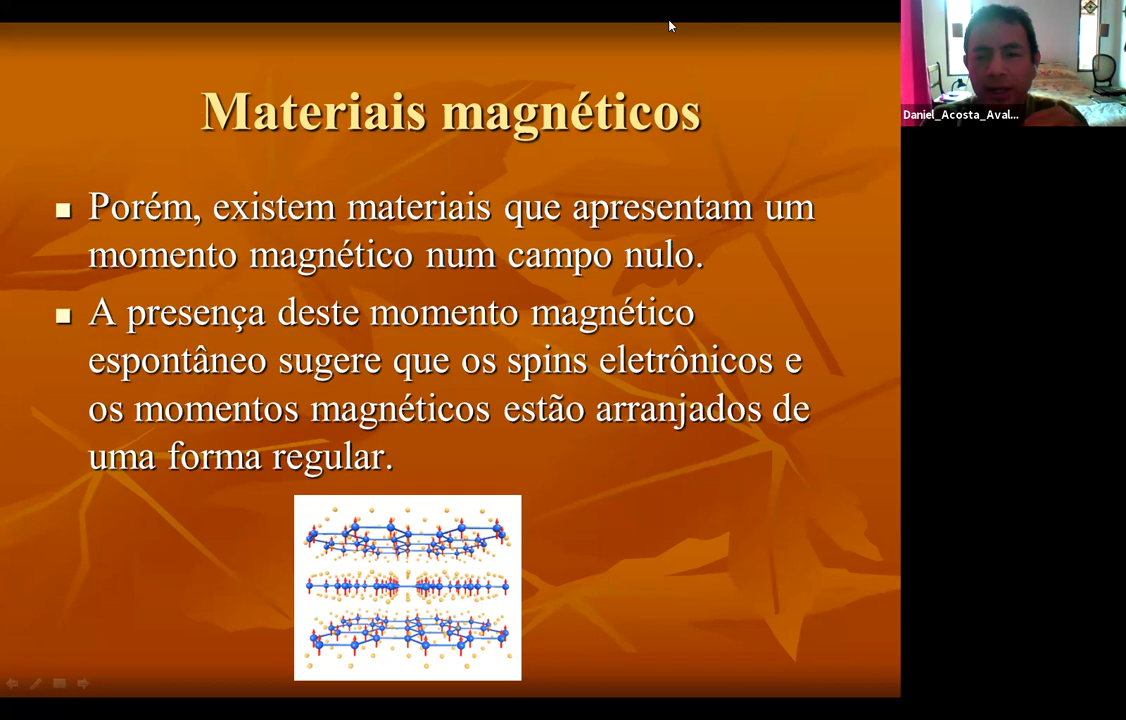 Materiais magnéticos
Porém, existem materiais que apresentam um
momento magnético num campo nulo.
A presença deste momento magnético
espontâneo sugere que os spins eletrônicos e
os momentos magnéticos estão arranjados de
uma forma regular.
Daniel_Acosta_Aval...